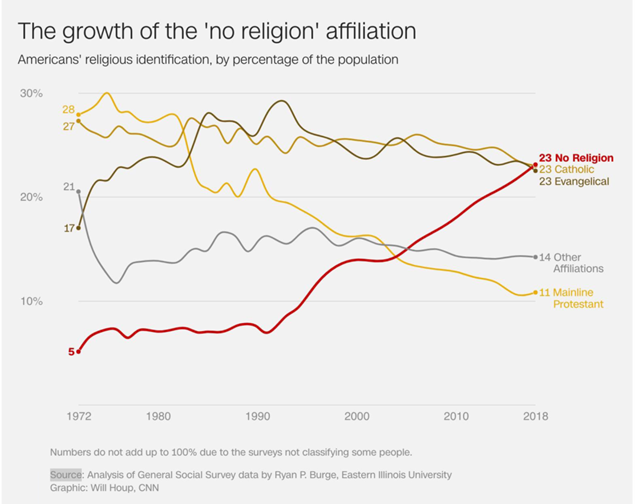 The growth of the 'no religion' affiliation
Americans' religious identification, by percentage of the population
30%
28
27
23 No Religion
23 Catholic
23 Evangelical
21
20%
17
14 Other
Affiliations
11 Mainline
Protestant
10%
5
1972 1980 1990 2000 2010 2018
Numbers do not add up to 100% due to the surveys not classifying some people.
Source: Analysis of General Social Survey data by Ryan P. Burge, Eastern Illinois University
Graphic: Will Houp, CNN